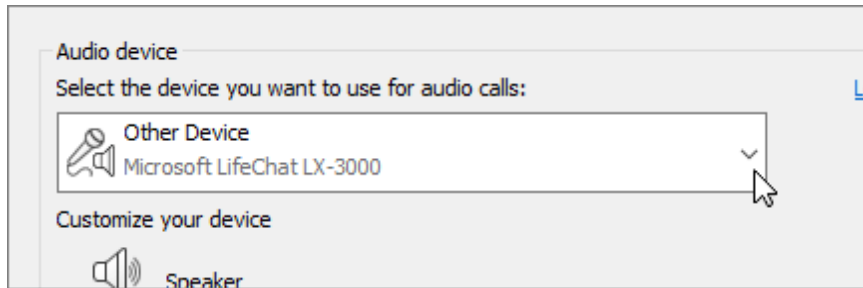 Audio device
Select the device you want to use for audio calls:
Other Device
Microsoft LifeChat LX-3000
Customize your device
Speaker